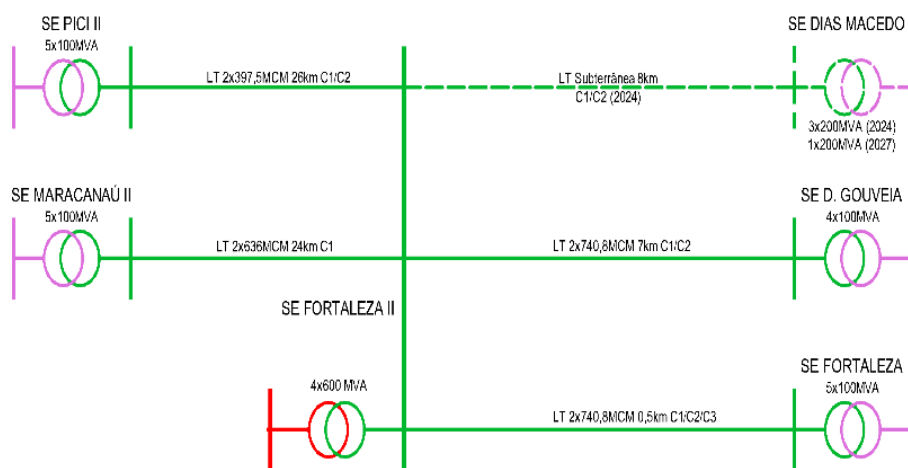 SE PICI II
5x100MVA
LT 2x397,5MCM 26km C1/C2
SE DIAS MACEDO
LT Subterrânea 8km
C1/C2 (2024)
3x200MVA (2024)
1x200MVA (2027)
SE MARACANAÚ II
5x100MVA
LT 2x636MCM 24km C1
SE D. GOUVEIA
4x100MVA
LT 2x740,8MCM 7km C1/C2
SE FORTALEZA II
4x600 MVA
SE FORTALEZA
5x100MVA
LT 2x740,8MCM 0,5km C1/C2/C3